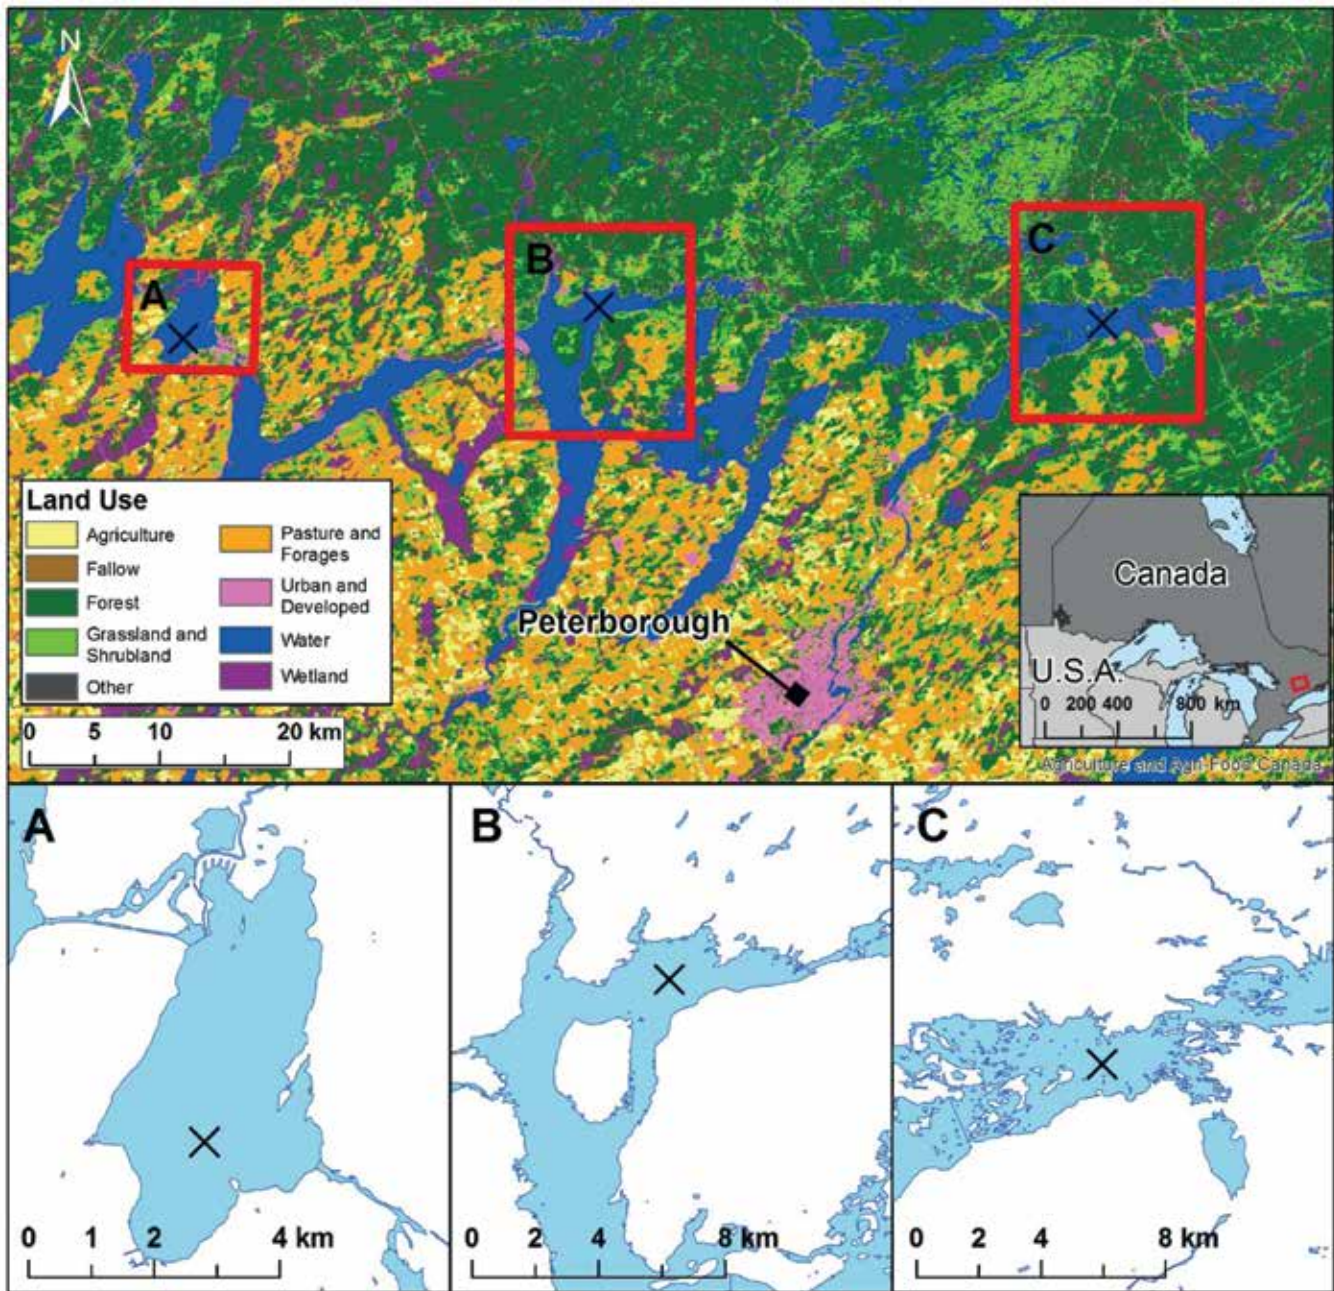 N
A
B
C
Land Use
Agriculture
Fallow
Forest
Grassland and
Shrubland
Other
Pasture and
Forages
Urban and
Developed
Water
Wetland
0 5 10 20 km
Peterborough
Canada
U.S.A.
0 200 400 800 km
Agriculture and Agri-Food Canada
A
0 1 2 4 km
B
0 2 4 8 km
C
0 2 4 8 km